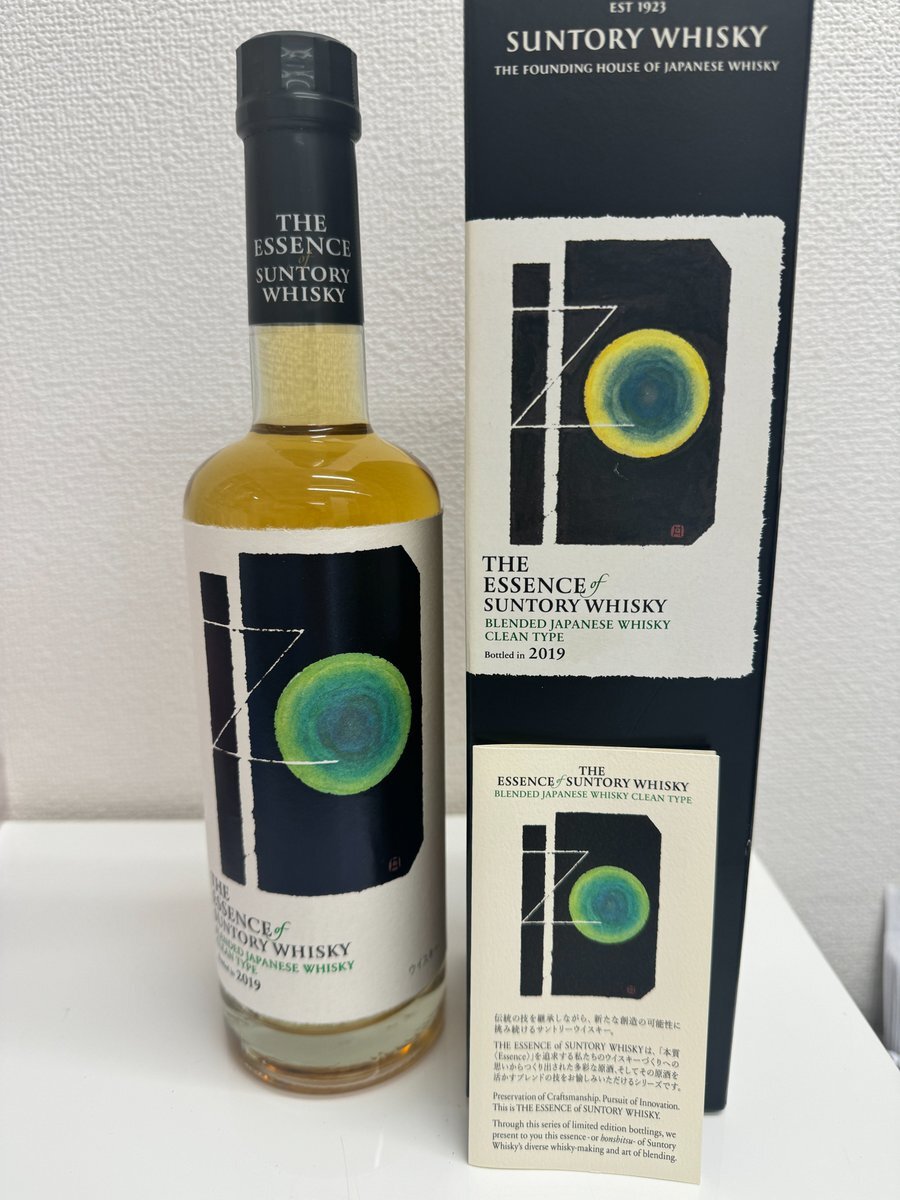 THE
ESSENCE
of
SUNTORY
WHISKY
THE
ESSENCE of
SUNTORY WHISKY
BLENDED JAPANESE WHISKY
CLEAN TYPE
Bottled in 2019
ウイスキー
EST 1923
SUNTORY WHISKY
THE FOUNDING HOUSE OF JAPANESE WHISKY
THE
ESSENCE of
SUNTORY WHISKY
BLENDED JAPANESE WHISKY
CLEAN TYPE
Bottled in 2019
THE
ESSENCE of SUNTORY WHISKY
BLENDED JAPANESE WHISKY CLEAN TYPE
伝統の技を継承しながら、新たな創造の可能性に
挑み続けるサントリーウイスキー。
THE ESSENCE of SUNTORY WHISKYは、「本質
（Essence）」を追求する私たちのウイスキーづくりへの
思いからつくり出された多彩な原酒、そしてその原酒を
活かすブレンドの技をお愉しみいただけるシリーズです。
Preservation of Craftsmanship. Pursuit of Innovation.
This is THE ESSENCE of SUNTORY WHISKY.
Through this series of limited edition bottlings, we
present to you this essence - or honshitsu - of Suntory
Whisky's diverse whisky-making and art of blending.